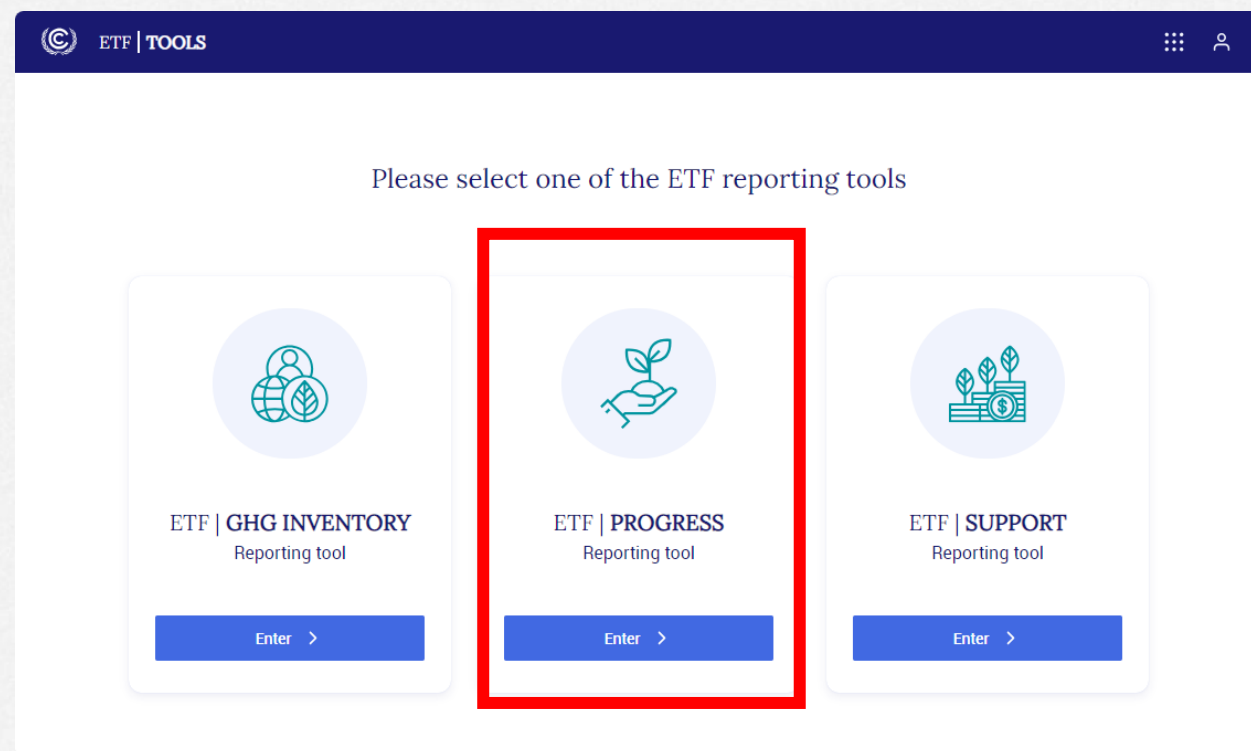 ETF | TOOLS
Please select one of the ETF reporting tools
ETF | GHG INVENTORY
Reporting tool
Enter >
ETF | PROGRESS
Reporting tool
Enter >
ETF | SUPPORT
Reporting tool
Enter >